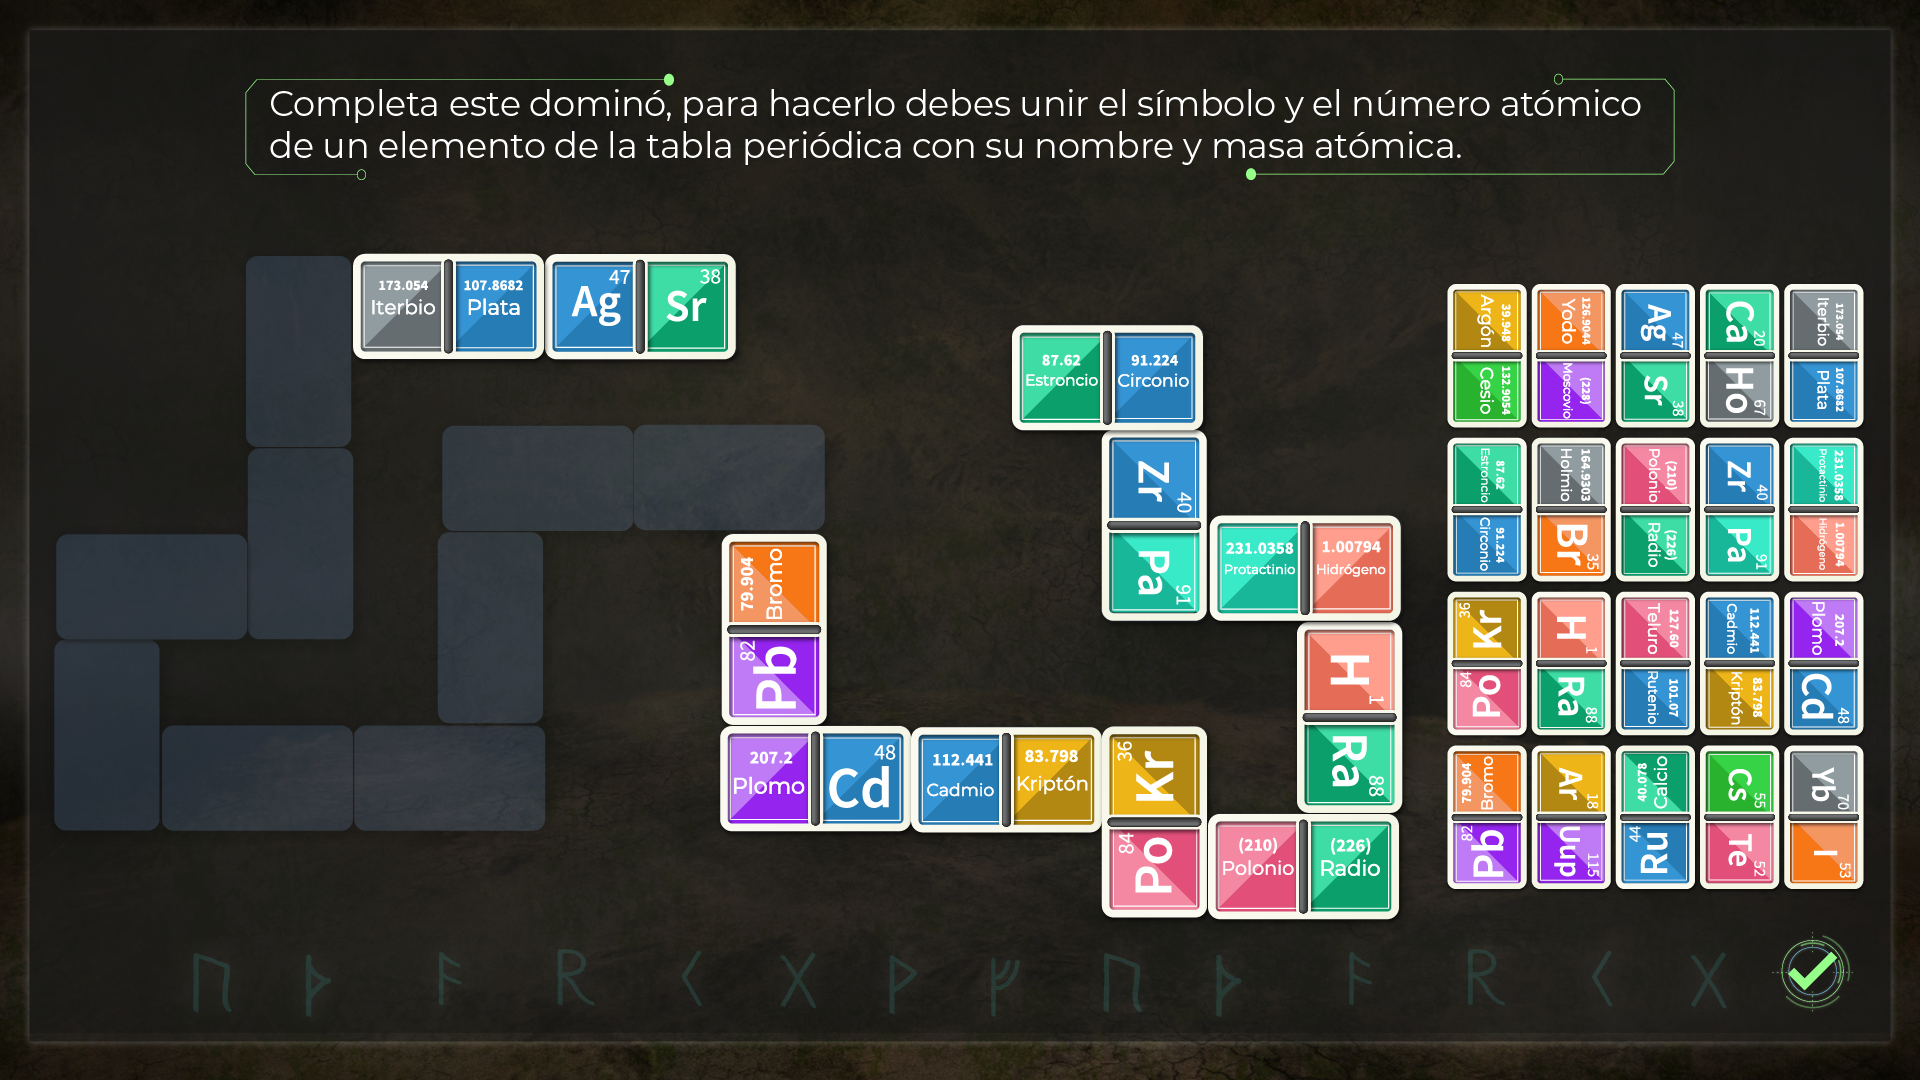 Completa este dominó, para hacerlo debes unir el símbolo y el número atómico
de un elemento de la tabla periódica con su nombre y masa atómica.
173.054
Iterbio
107.8682
Plata
47
Ag
38
Sr
87.62
Estroncio
91.224
Circonio
Zr
40
Pa
91
231.0358
Protactinio
1.00794
Hidrógeno
H
1
Ra
88
79.904
Bromo
82
Pb
207.2
Plomo
48
Cd
112.441
Cadmio
83.798
Kriptón
36
Kr
84
Po
(210)
Polonio
(226)
Radio
39.948
Argón
132.9054
Cesio
126.9044
Yodo
(228)
Moscovio
47
Ag
38
Sr
20
Ca
67
Ho
173.054
Iterbio
107.8682
Plata
87.62
Estroncio
91.224
Circonio
164.9303
Holmio
35
Br
(210)
Polonio
(226)
Radio
40
Zr
91
Pa
231.0358
Protactinio
1.00794
Hidrógeno
36
Kr
84
Po
1
H
88
Ra
127.60
Teluro
101.07
Rutenio
112.441
Cadmio
83.798
Kriptón
207.2
Plomo
48
Cd
79.904
Bromo
82
Pb
18
Ar
115
Uup
40.078
Calcio
44
Ru
55
Cs
52
Te
70
Yb
53
I